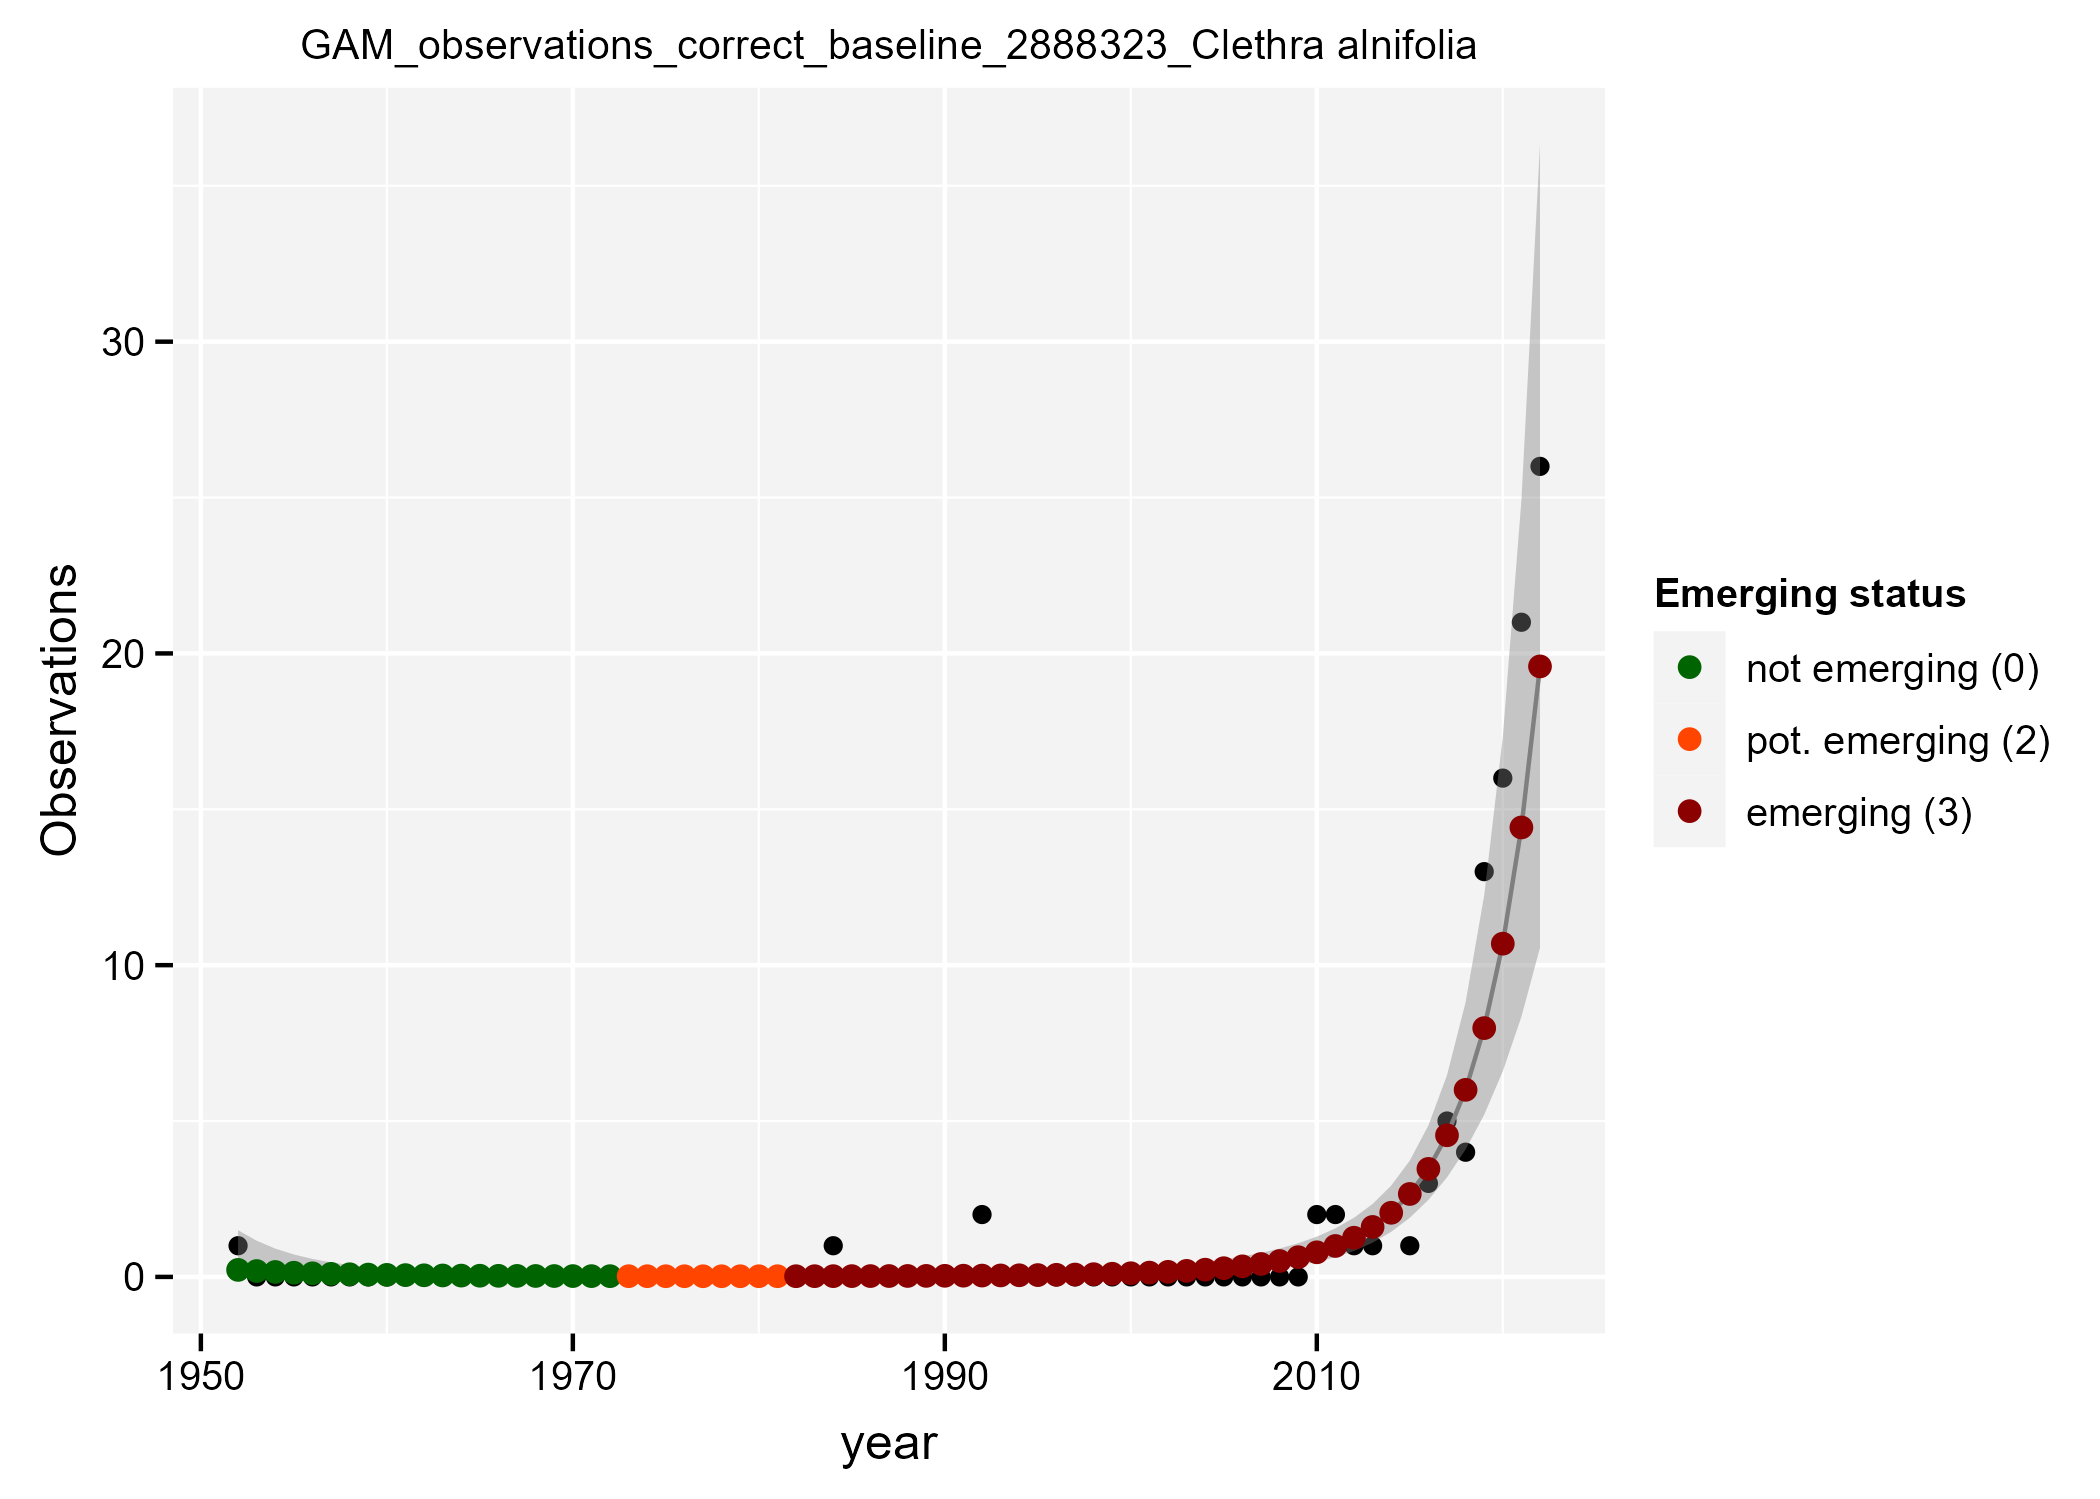 GAM_observations_correct_baseline_2888323_Clethra alnifolia
Observations
30
20
10
0
1950
1970
1990
2010
year
Emerging status
not emerging (0)
pot. emerging (2)
emerging (3)